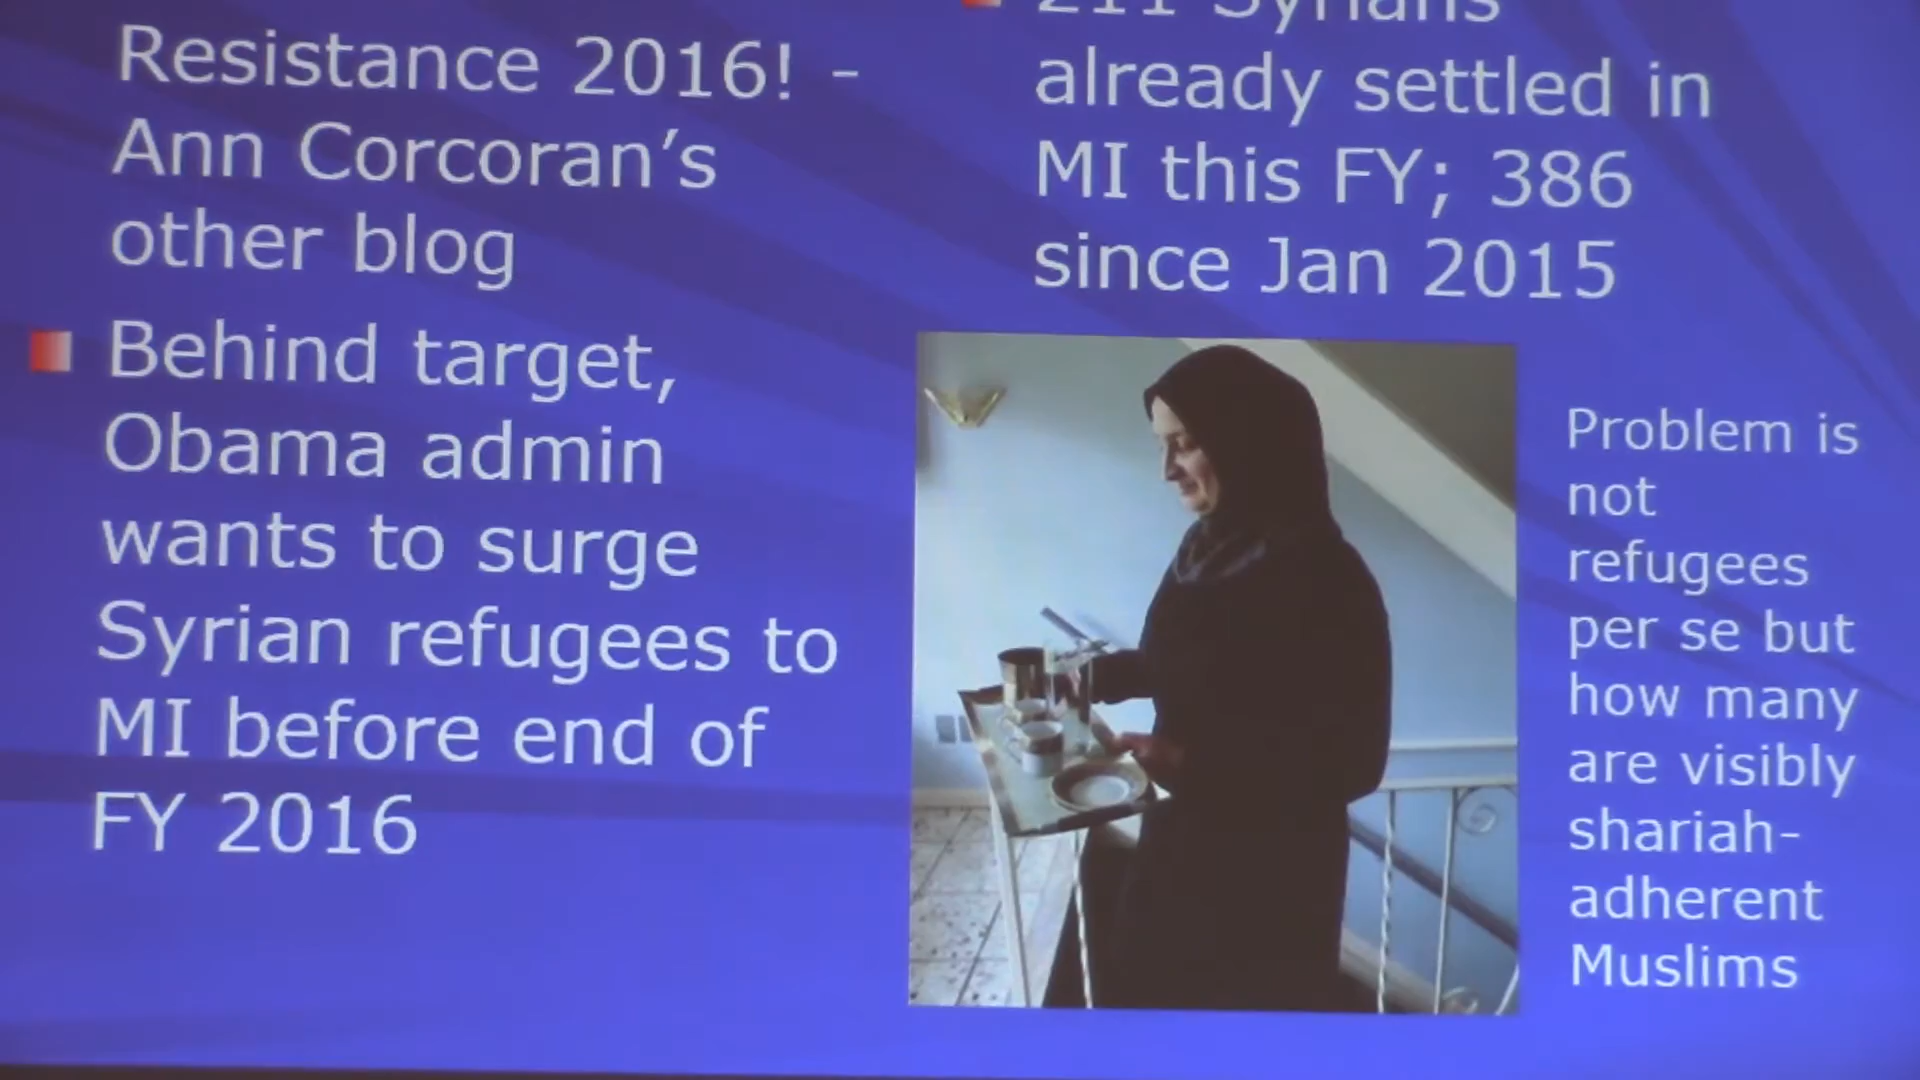 Resistance 2016! -
Ann Corcoran's
other blog
Behind target,
Obama admin
wants to surge
Syrian refugees to
MI before end of
FY 2016
211 Syrians
already settled in
MI this FY; 386
since Jan 2015
Problem is
not
refugees
per se but
how many
are visibly
shariah-
adherent
Muslims